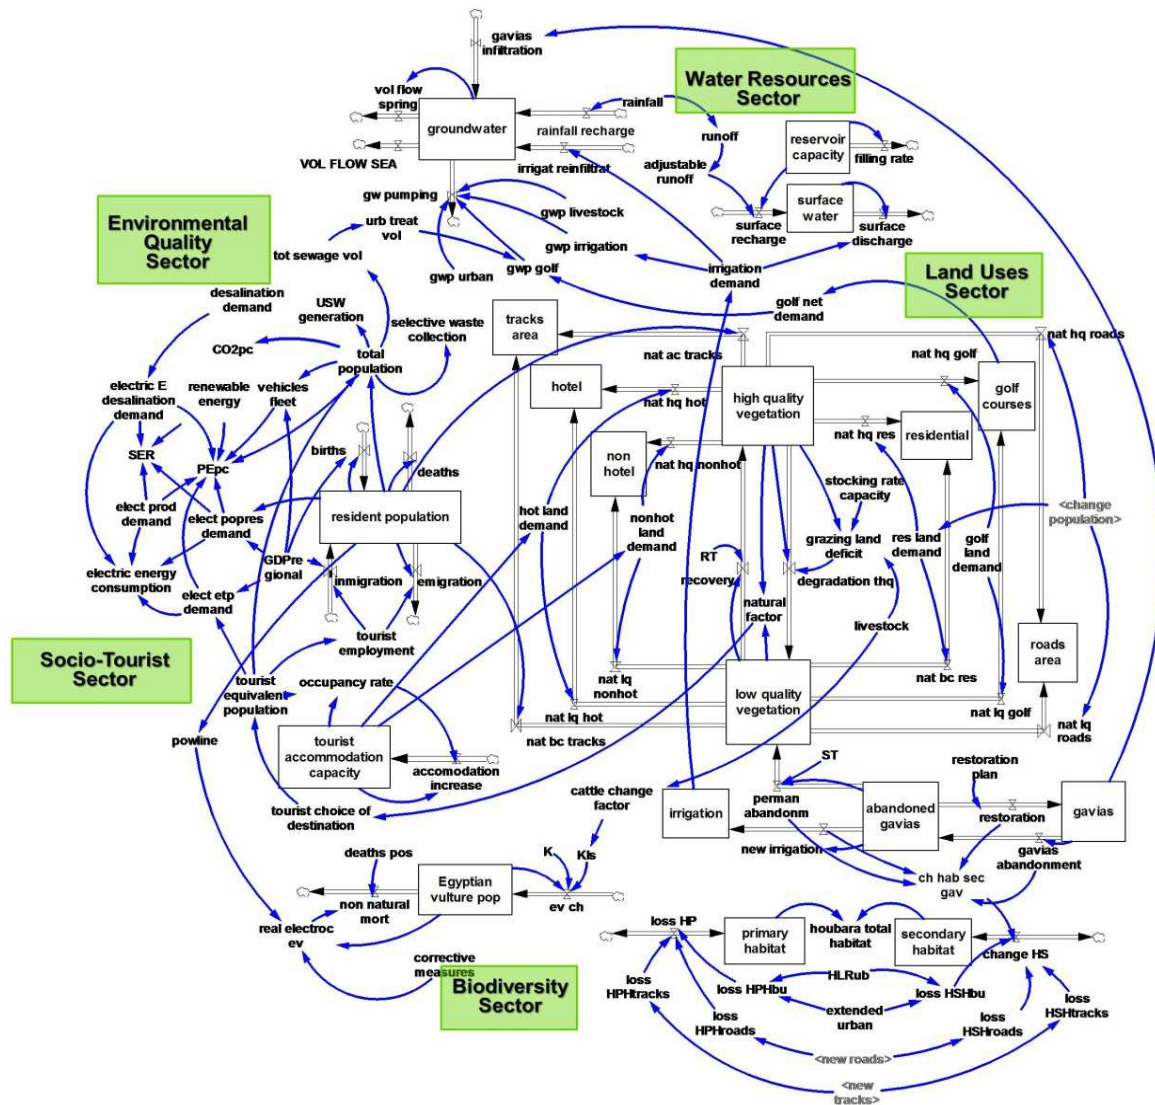 gavias
infiltration
Water Resources
Sector
vol flow
spring
groundwater
rainfall
rainfall recharge
runoff
reservoir
capacity
filling rate
VOL FLOW SEA
irrigat reinfiltrat
adjustable
runoff
gw pumping
gwp livestock
surface
water
surface
recharge
surface
discharge
Environmental
Quality
Sector
urb treat
vol
tot sewage vol
gwp irrigation
gwp urban
gwp golf
irrigation
demand
Land Uses
Sector
desalination
demand
USW
generation
selective waste
collection
tracks
area
golf net
demand
nat hq roads
CO2pc
total
population
nat ac tracks
nat hq golf
electric E
desalination
demand
renewable
energy
vehicles
fleet
hotel
nat hq hot
high quality
vegetation
golf
courses
nat hq res
residential
SER
PEpc
births
deaths
non
hotel
nat hq nonhot
stocking rate
capacity
elect prod
demand
elect popres
demand
resident population
hot land
demand
nonhot
land demand
<change
population>
grazing land
deficit
res land
demand
golf
land
demand
RT
recovery
degradation thq
electric energy
consumption
GDPre
gional
inmigration
emigration
elect etp
demand
natural
factor
livestock
tourist
employment
roads
area
Socio-Tourist
Sector
tourist
equivalent
population
occupancy rate
nat lq
nonhot
nat bc res
low quality
vegetation
nat lq hot
nat lq golf
nat lq
roads
powline
tourist
accommodation
capacity
nat bc tracks
accomodation
increase
ST
restoration
plan
tourist choice of
destination
cattle change
factor
irrigation
perman
abandonm
abandoned
gavias
restoration
gavias
new irrigation
gavias
abandonment
deaths pos
K
Kls
Egyptian
vulture pop
non natural
mort
ev ch
ch hab sec
gav
real electroc
ev
loss HP
primary
habitat
houbara total
habitat
secondary
habitat
change HS
corrective
measures
Biodiversity
Sector
loss
HPHtracks
loss HPHbu
HLRub
loss HSHbu
loss
HSHtracks
loss
HPHroads
extended
urban
loss
HSHroads
<new roads>
<new
tracks>